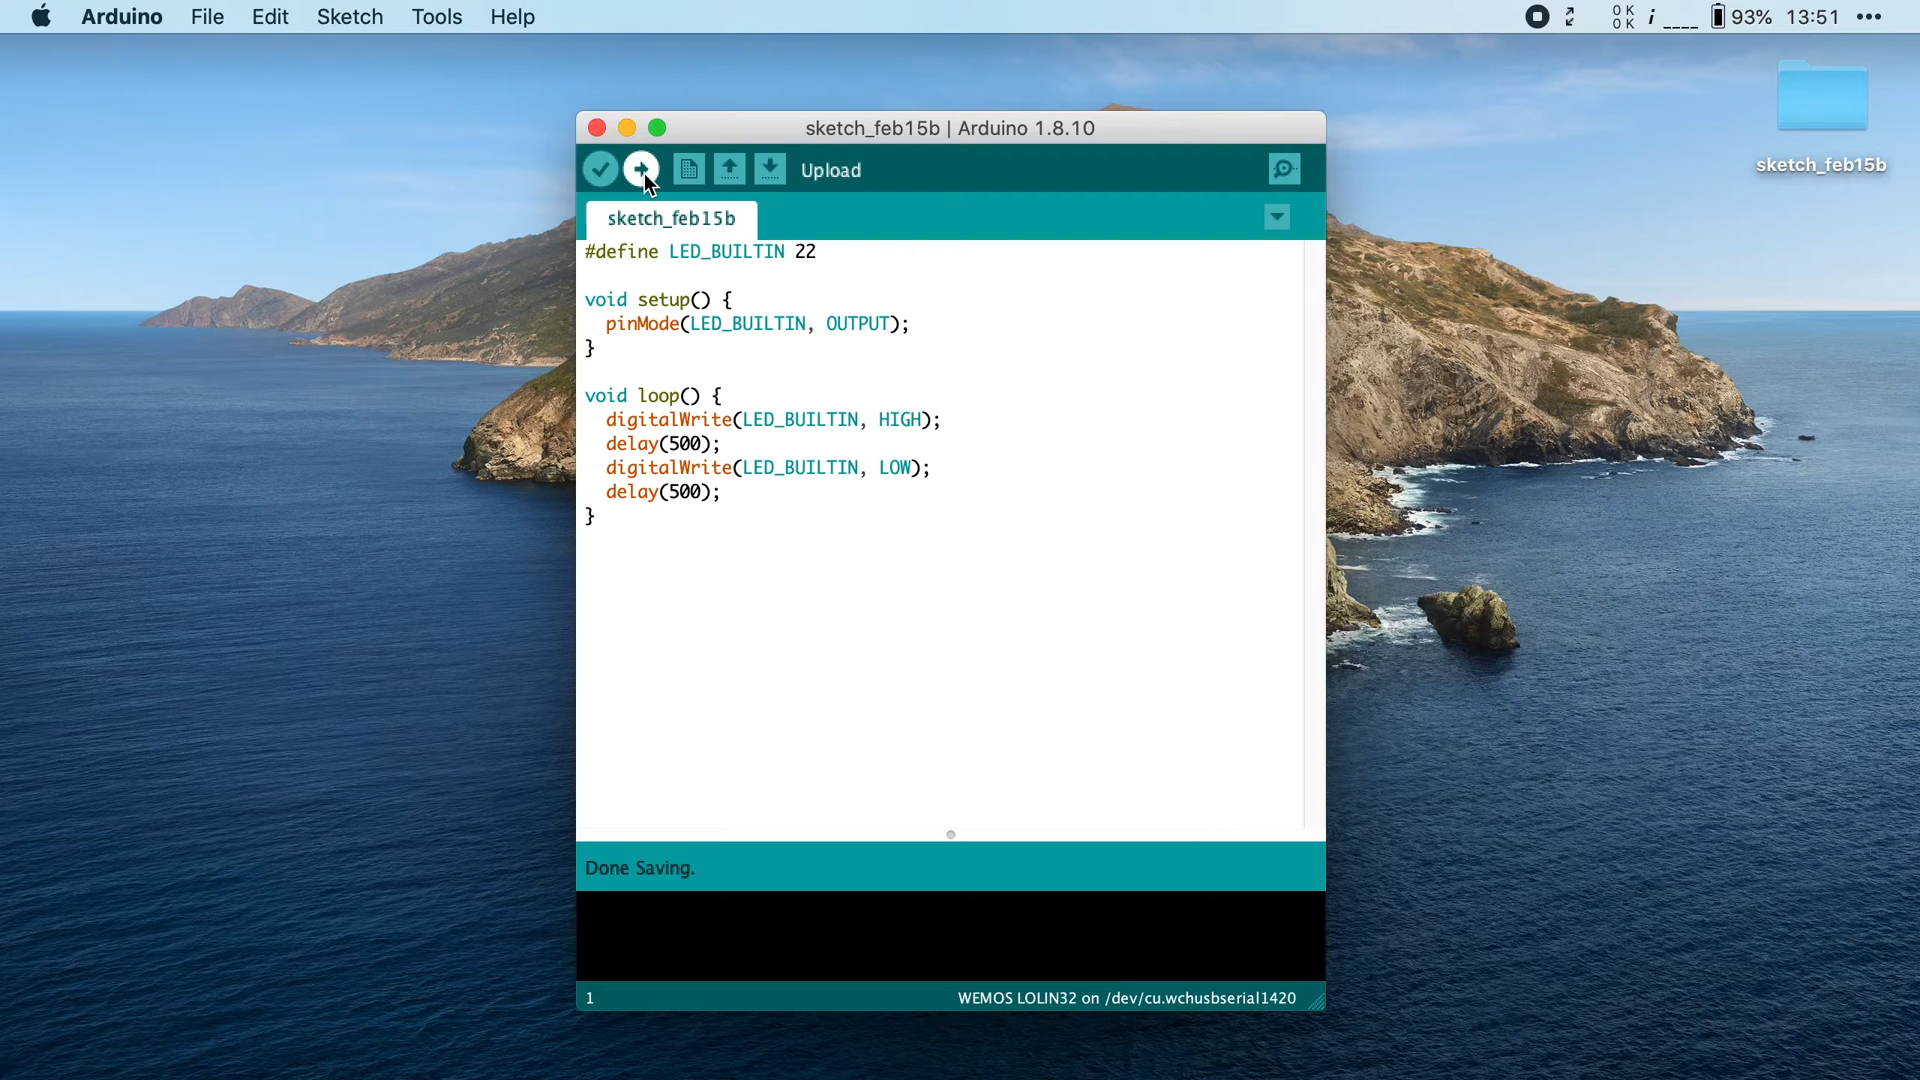 Arduino File Edit Sketch Tools Help
0 K
0 K
93% 13:51
sketch_feb15b
sketch_feb15b | Arduino 1.8.10
Upload
sketch_feb15b
#define LED_BUILTIN 22
void setup() {
pinMode(LED_BUILTIN, OUTPUT);
}
void loop() {
digitalWrite(LED_BUILTIN, HIGH);
delay(500);
digitalWrite(LED_BUILTIN, LOW);
delay(500);
}
Done Saving.
1 WEMOS LOLIN32 on /dev/cu.wchusbserial1420